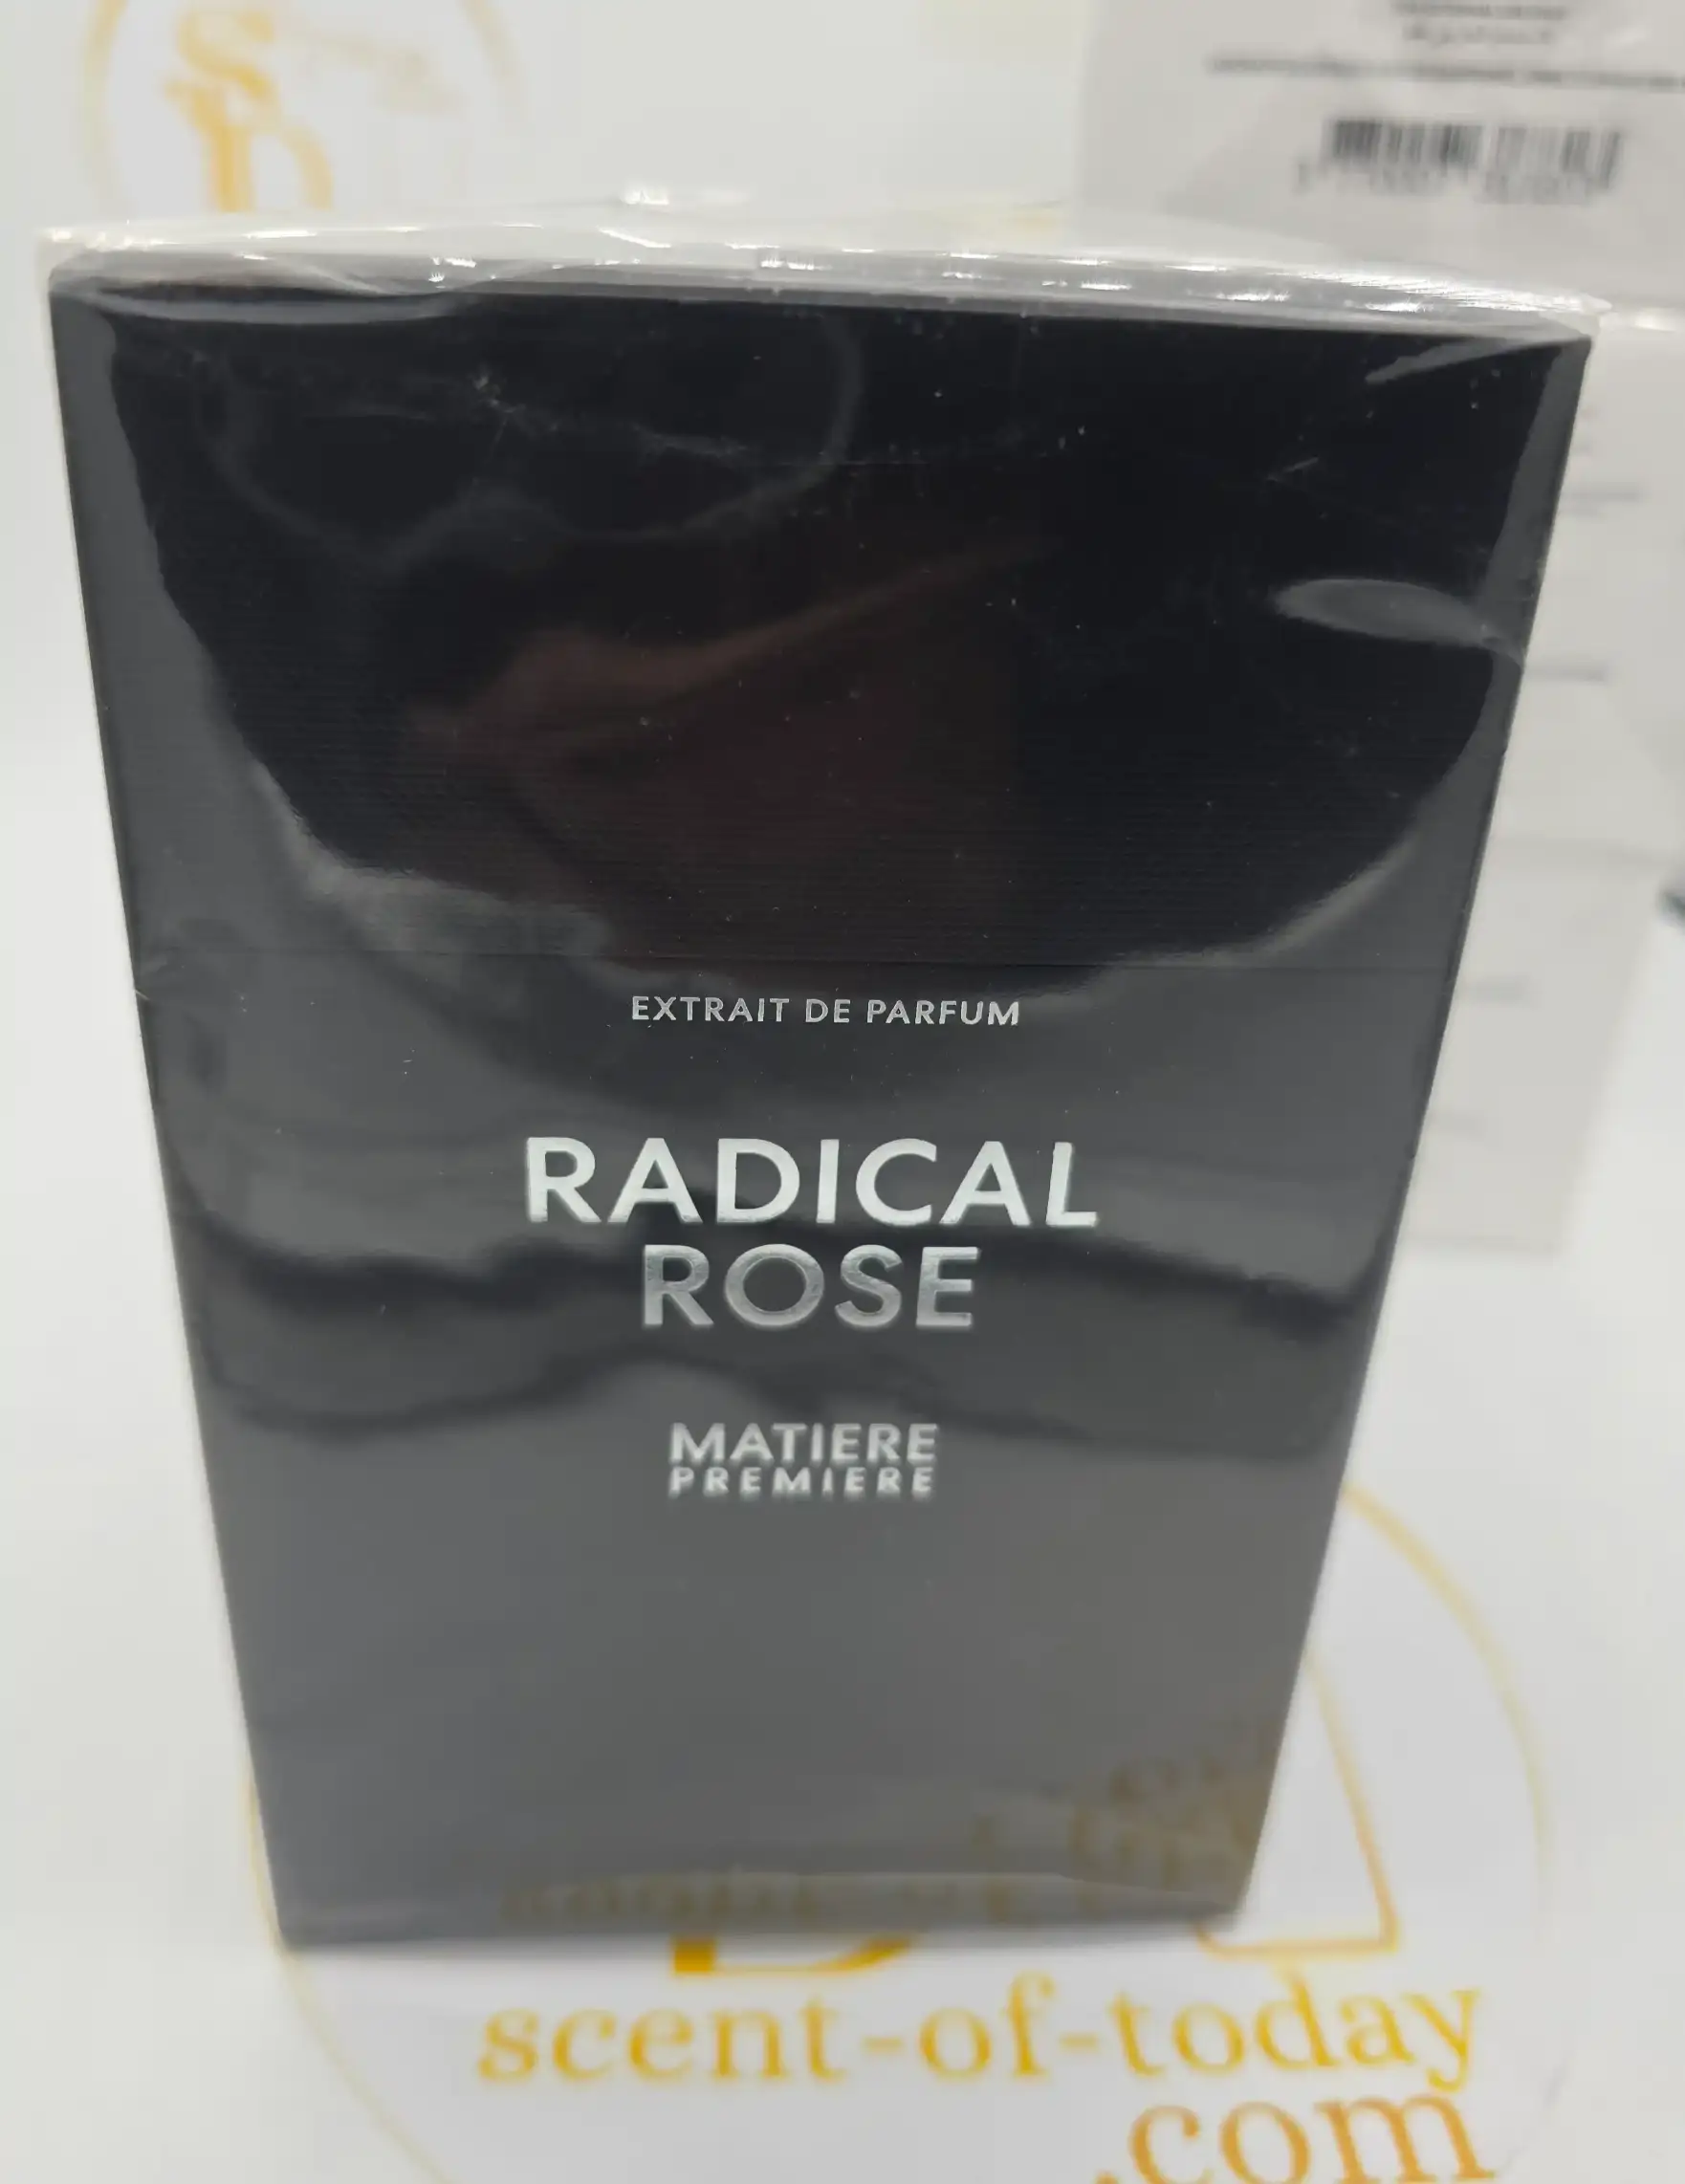 EXTRAIT DE PARFUM
RADICAL
ROSE
MATIERE
PREMIERE
scent-of-today
.com